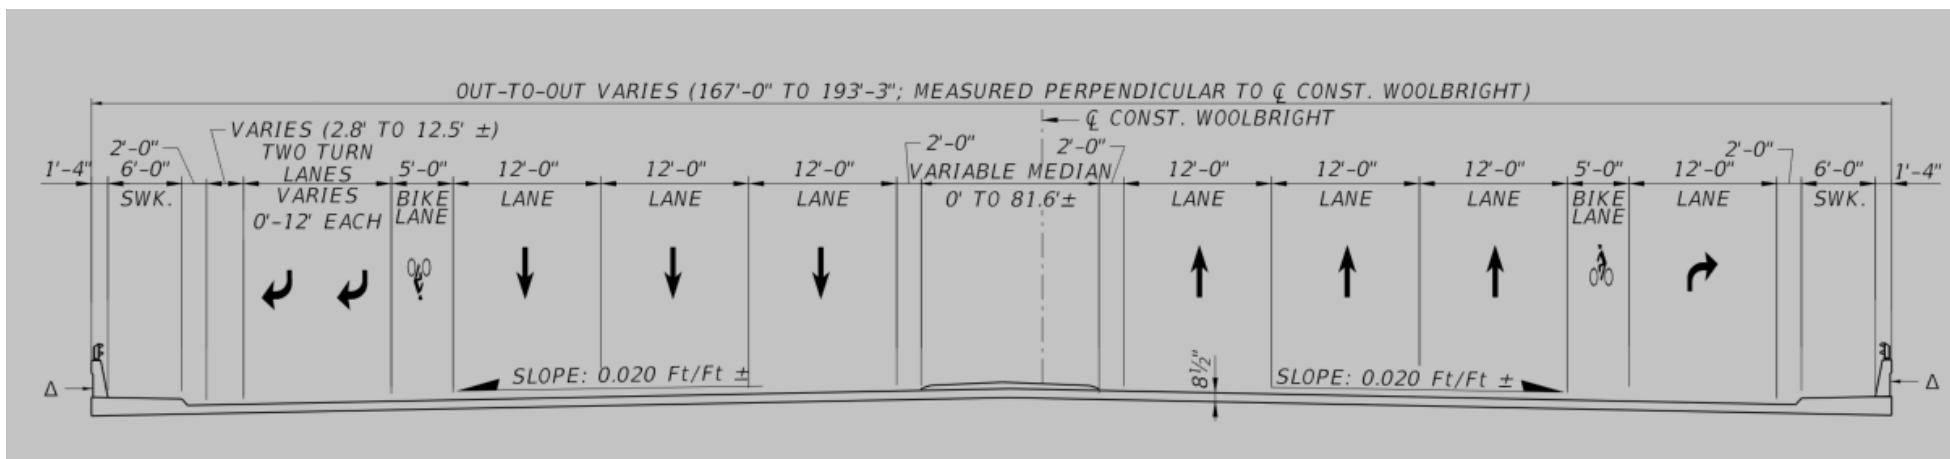 OUT-TO-OUT VARIES (167'-0" TO 193'-3"; MEASURED PERPENDICULAR TO ℄ CONST. WOOLBRIGHT)
℄ CONST. WOOLBRIGHT
VARIES (2.8' TO 12.5' ±)
2'-0"
TWO TURN
LANES
VARIES
0'-12' EACH
1'-4"
6'-0"
SWK.
5'-0"
BIKE
LANE
12'-0"
LANE
12'-0"
LANE
12'-0"
LANE
2'-0"
2'-0"
VARIABLE MEDIAN
0' TO 81.6'±
12'-0"
LANE
12'-0"
LANE
12'-0"
LANE
5'-0"
BIKE
LANE
12'-0"
LANE
2'-0"
6'-0"
SWK.
1'-4"
Δ
SLOPE: 0.020 Ft/Ft ±
8½"
SLOPE: 0.020 Ft/Ft ±
Δ